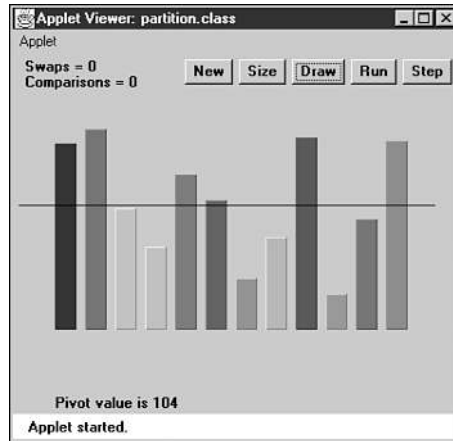 Applet Viewer: partition.class
Applet
Swaps = 0
Comparisons = 0
New Size Draw Run Step
Pivot value is 104
Applet started.